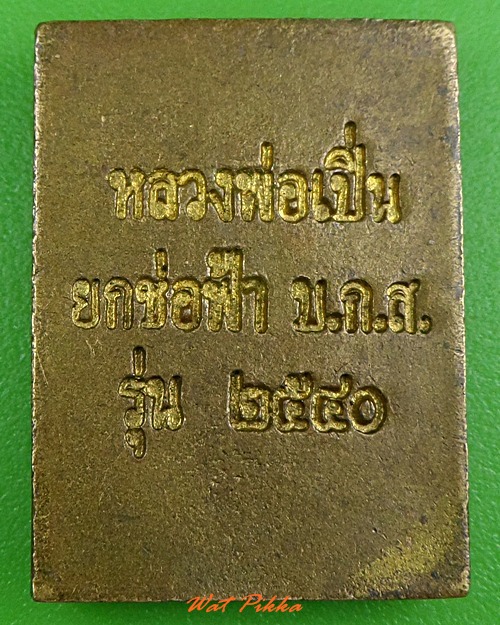 หลวงพ่อเปิ่น
ยกช่อฟ้า บ.ก.ส.
รุ่น ๒๕๔๐
Wat Pikka